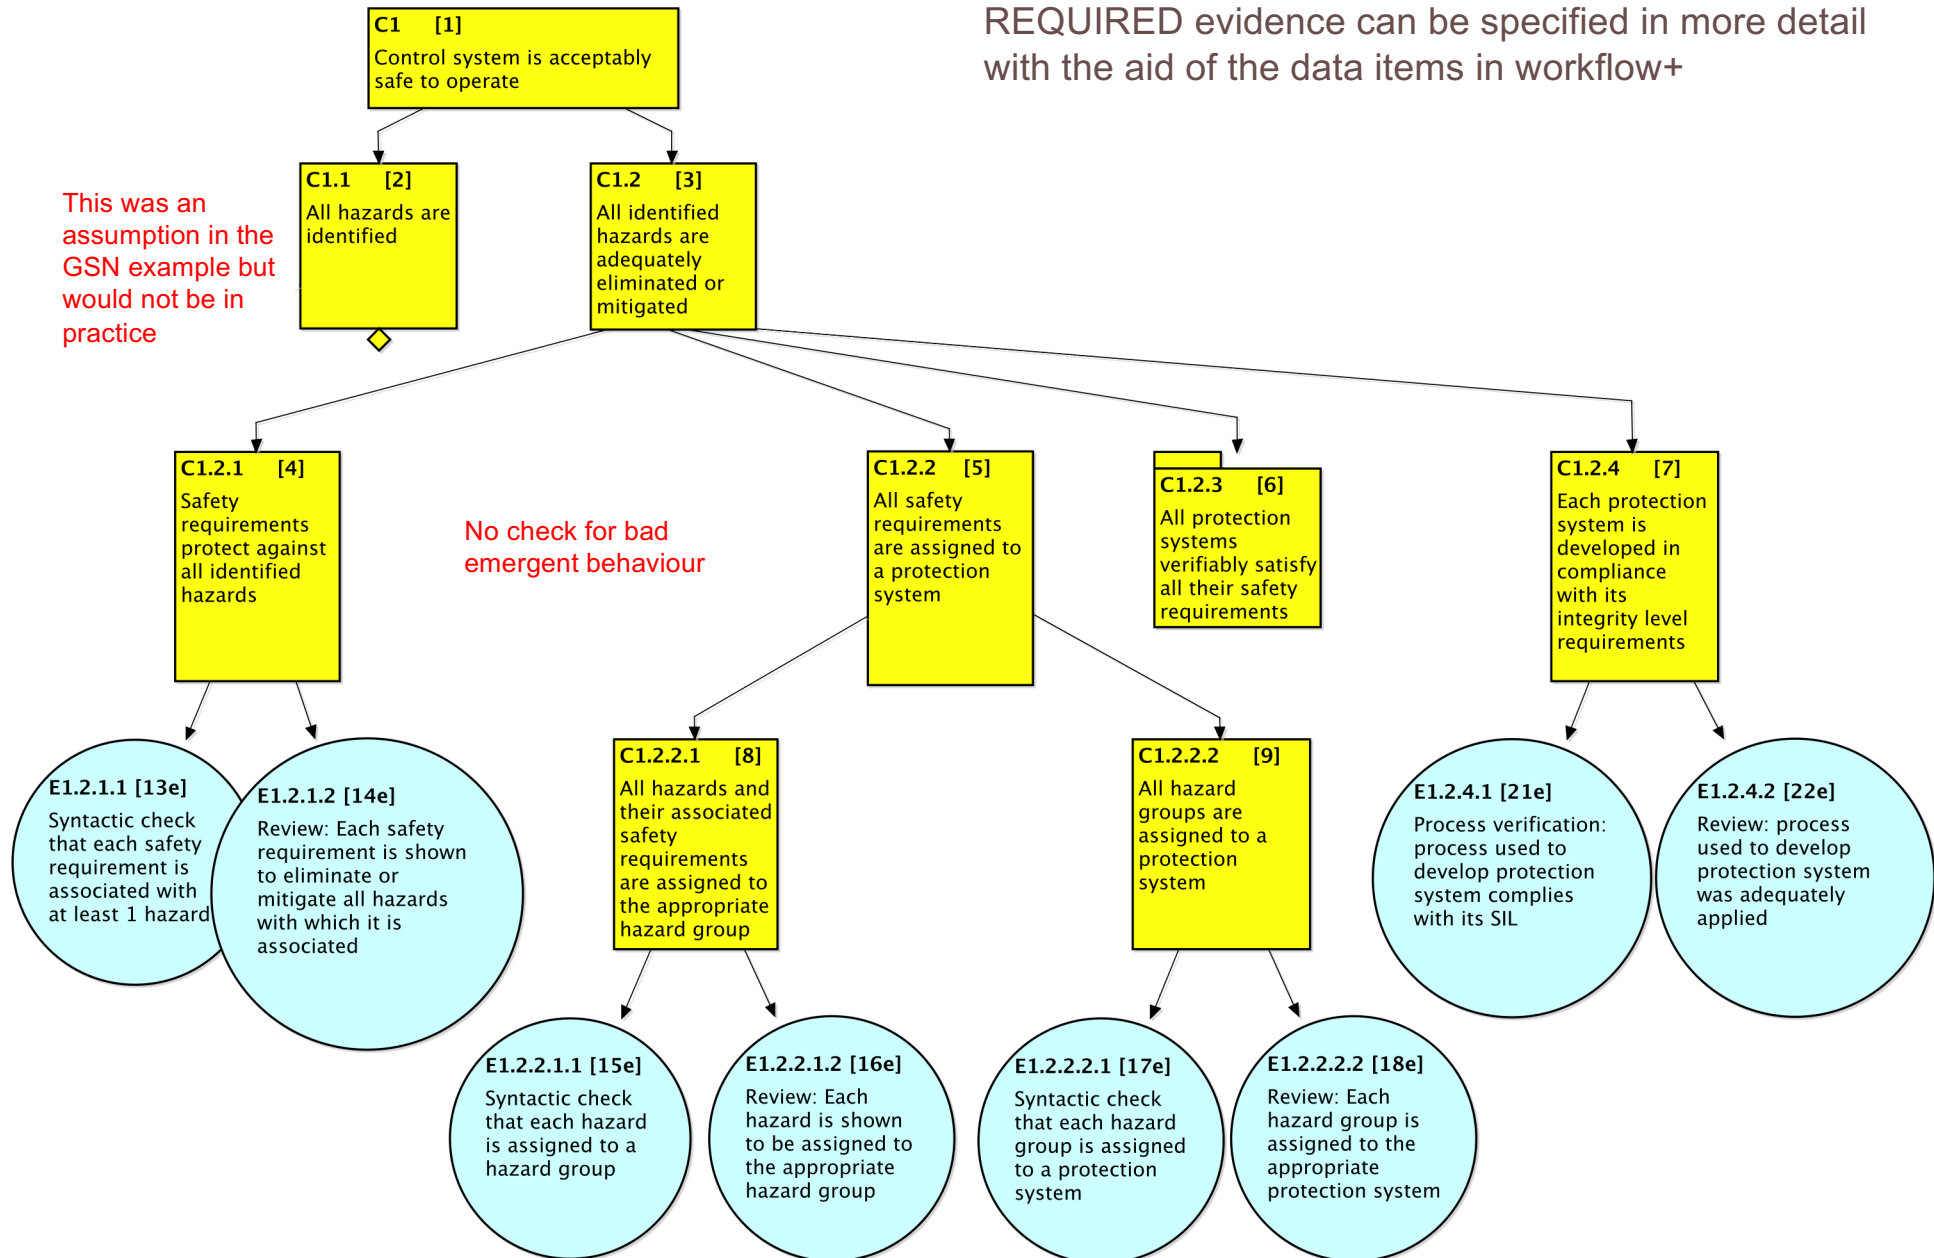 REQUIRED evidence can be specified in more detail
with the aid of the data items in workflow+
C1 [1]
Control system is acceptably
safe to operate
This was an
assumption in the
GSN example but
would not be in
practice
C1.1 [2]
All hazards are
identified
C1.2 [3]
All identified
hazards are
adequately
eliminated or
mitigated
C1.2.1 [4]
Safety
requirements
protect against
all identified
hazards
No check for bad
emergent behaviour
C1.2.2 [5]
All safety
requirements
are assigned to
a protection
system
C1.2.3 [6]
All protection
systems
verifiably satisfy
all their safety
requirements
C1.2.4 [7]
Each protection
system is
developed in
compliance
with its
integrity level
requirements
E1.2.1.1 [13e]
Syntactic check
that each safety
requirement is
associated with
at least 1 hazard
E1.2.1.2 [14e]
Review: Each safety
requirement is shown
to eliminate or
mitigate all hazards
with which it is
associated
C1.2.2.1 [8]
All hazards and
their associated
safety
requirements
are assigned to
the appropriate
hazard group
C1.2.2.2 [9]
All hazard
groups are
assigned to a
protection
system
E1.2.4.1 [21e]
Process verification:
process used to
develop protection
system complies
with its SIL
E1.2.4.2 [22e]
Review: process
used to develop
protection system
was adequately
applied
E1.2.2.1.1 [15e]
Syntactic check
that each hazard
is assigned to a
hazard group
E1.2.2.1.2 [16e]
Review: Each
hazard is shown
to be assigned to
the appropriate
hazard group
E1.2.2.2.1 [17e]
Syntactic check
that each hazard
group is assigned
to a protection
system
E1.2.2.2.2 [18e]
Review: Each
hazard group is
assigned to the
appropriate
protection system